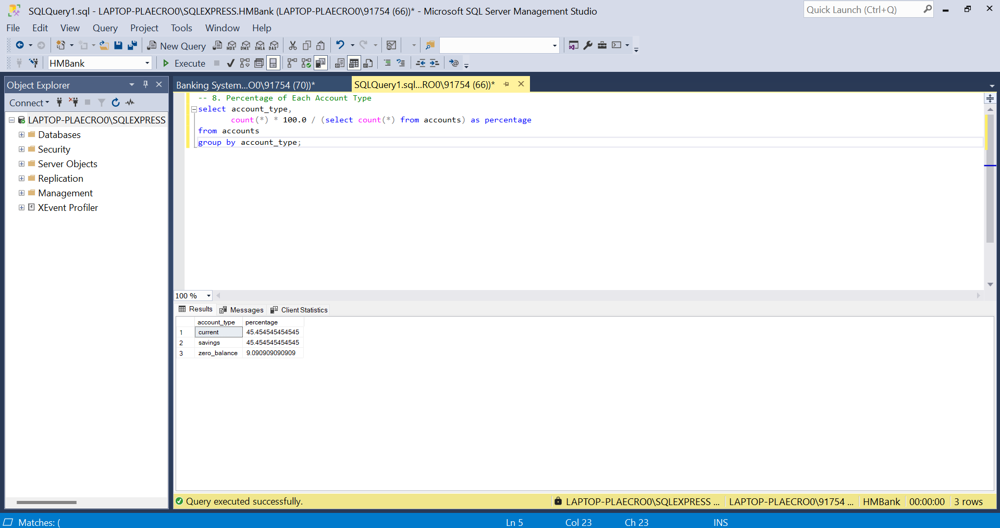 SQLQuery1.sql - LAPTOP-PLAECRO0\SQLEXPRESS.HMBank (LAPTOP-PLAECRO0\91754 (66))* - Microsoft SQL Server Management Studio
Quick Launch (Ctrl+Q)
File Edit View Query Project Tools Window Help
New Query MDX DMX XMLA DAX
HMBank Execute
Object Explorer
Banking System...O0\91754 (70))*
SQLQuery1.sql...RO0\91754 (66))*
Connect
LAPTOP-PLAECRO0\SQLEXPRESS
Databases
Security
Server Objects
Replication
Management
XEvent Profiler
-- 8. Percentage of Each Account Type
select account_type,
count(*) * 100.0 / (select count(*) from accounts) as percentage
from accounts
group by account_type;
100 %
Results Messages Client Statistics
account_type percentage
1 current 45.454545454545
2 savings 45.454545454545
3 zero_balance 9.090909090909
Query executed successfully.
LAPTOP-PLAECRO0\SQLEXPRESS ... LAPTOP-PLAECRO0\91754 ... HMBank 00:00:00 3 rows
Matches: ( Ln 5 Col 23 Ch 23 INS